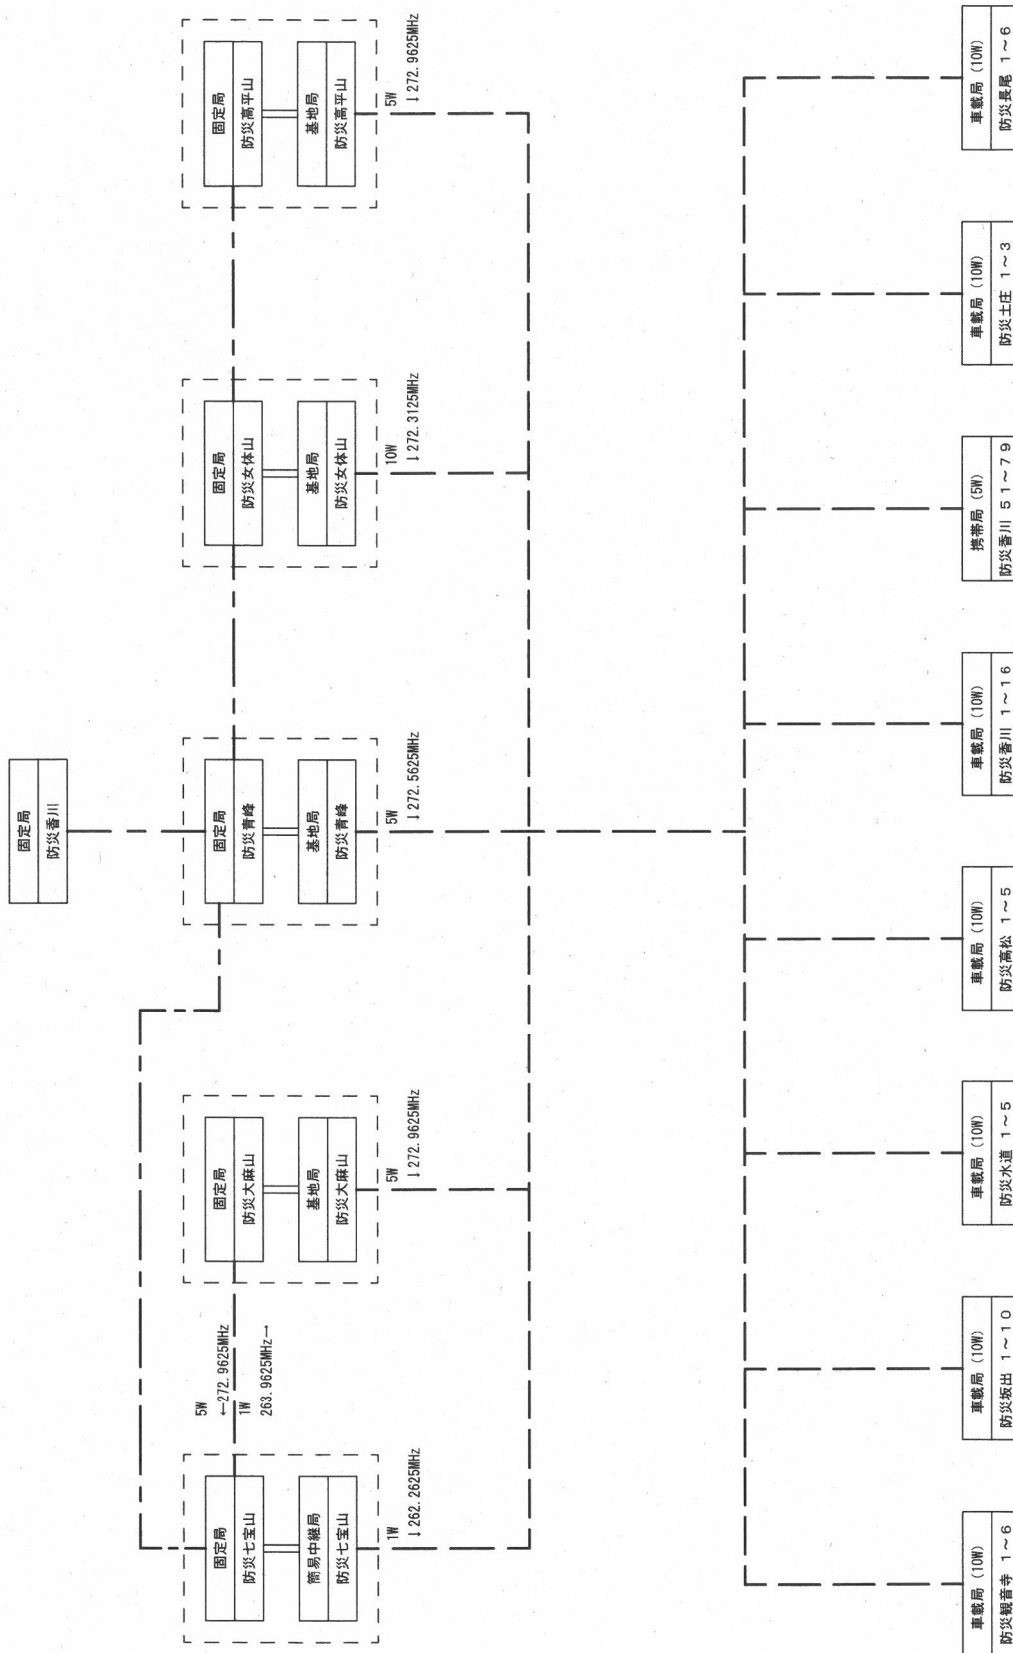 固定局
防災香川
固定局
防災七宝山
簡易中継局
防災七宝山
1W
↓262.2625MHz
5W
←272.9625MHz
1W
263.9625MHz→
固定局
防災大麻山
基地局
防災大麻山
5W
↓272.9625MHz
固定局
防災青峰
基地局
防災青峰
5W
↓272.5625MHz
固定局
防災女体山
基地局
防災女体山
10W
↓272.3125MHz
固定局
防災高平山
基地局
防災高平山
5W
↓272.9625MHz
車載局 (10W)
防災観音寺 1~6
車載局 (10W)
防災坂出 1~10
車載局 (10W)
防災水道 1~5
車載局 (10W)
防災高松 1~5
車載局 (10W)
防災香川 1~16
携帯局 (5W)
防災香川 51~79
車載局 (10W)
防災土庄 1~3
車載局 (10W)
防災長尾 1~6